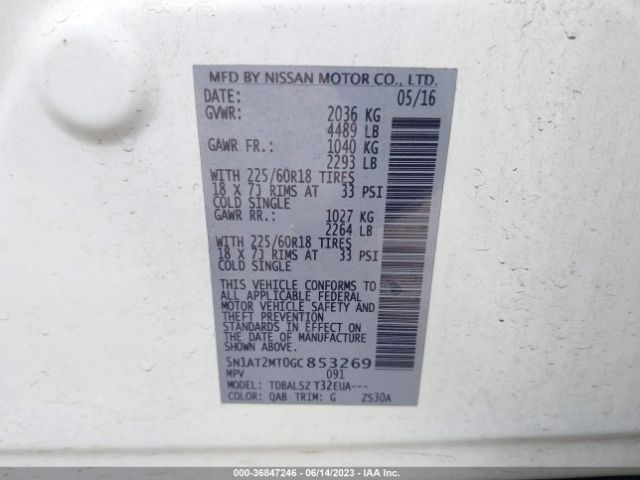 MFD BY NISSAN MOTOR CO., LTD.
DATE: 05/16
GVWR: 2036 KG
4489 LB
GAWR FR.: 1040 KG
2293 LB
WITH 225/60R18 TIRES
18 X 7J RIMS AT 33 PSI
COLD SINGLE
GAWR RR.: 1027 KG
2264 LB
WITH 225/60R18 TIRES
18 X 7J RIMS AT 33 PSI
COLD SINGLE
THIS VEHICLE CONFORMS TO
ALL APPLICABLE FEDERAL
MOTOR VEHICLE SAFETY AND
THEFT PREVENTION
STANDARDS IN EFFECT ON
THE DATE OF MANUFACTURE
SHOWN ABOVE.
5N1AT2MT0GC853269
MPV 091
MODEL: TDBALSZ T32EUA---
COLOR: QAB TRIM: G ZS30A
000-36847246 - 06/14/2023 - IAA Inc.